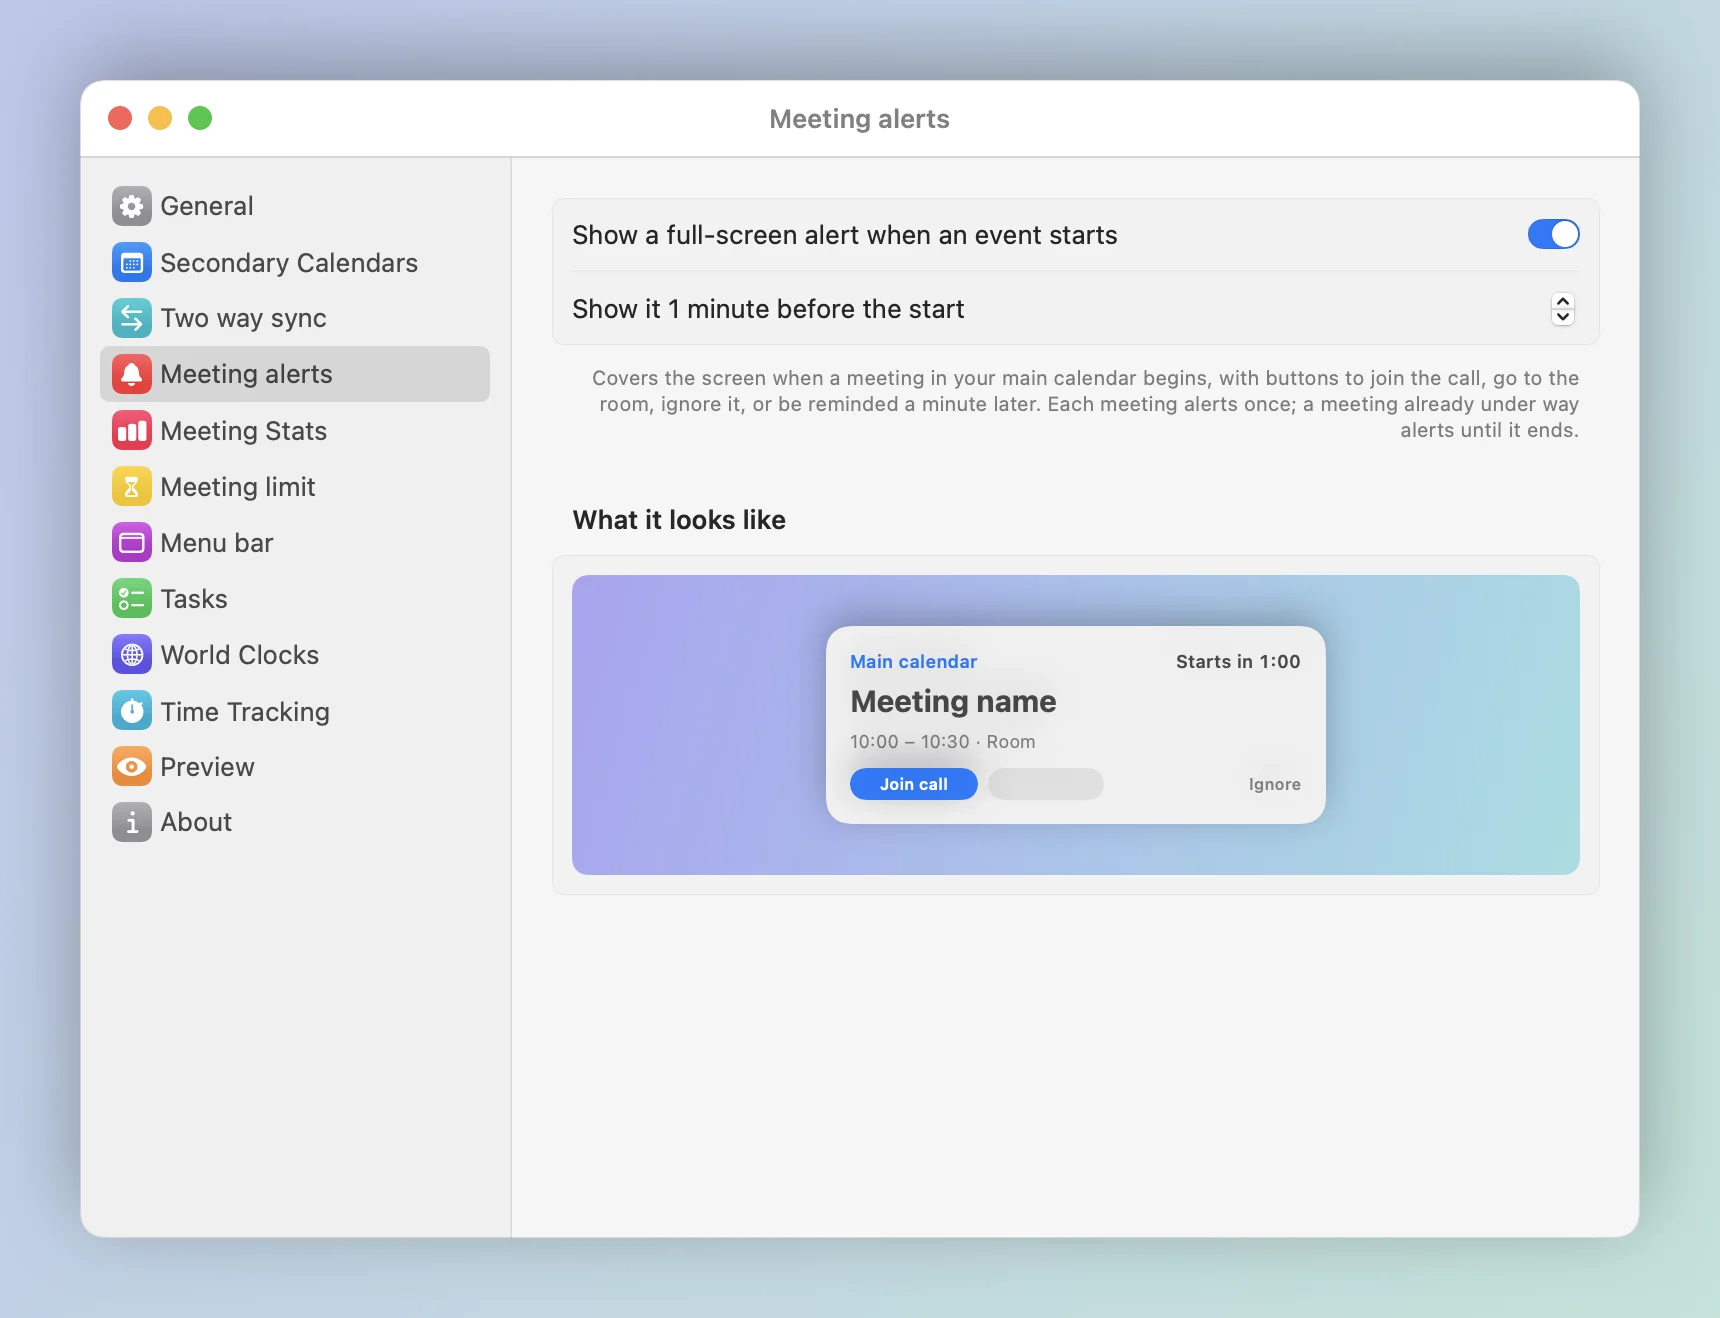 Meeting alerts
General
Secondary Calendars
Two way sync
Meeting alerts
Meeting Stats
Meeting limit
Menu bar
Tasks
World Clocks
Time Tracking
Preview
About
Show a full-screen alert when an event starts
Show it 1 minute before the start
Covers the screen when a meeting in your main calendar begins, with buttons to join the call, go to the
room, ignore it, or be reminded a minute later. Each meeting alerts once; a meeting already under way
alerts until it ends.
What it looks like
Main calendar
Starts in 1:00
Meeting name
10:00 – 10:30 · Room
Join call
Ignore